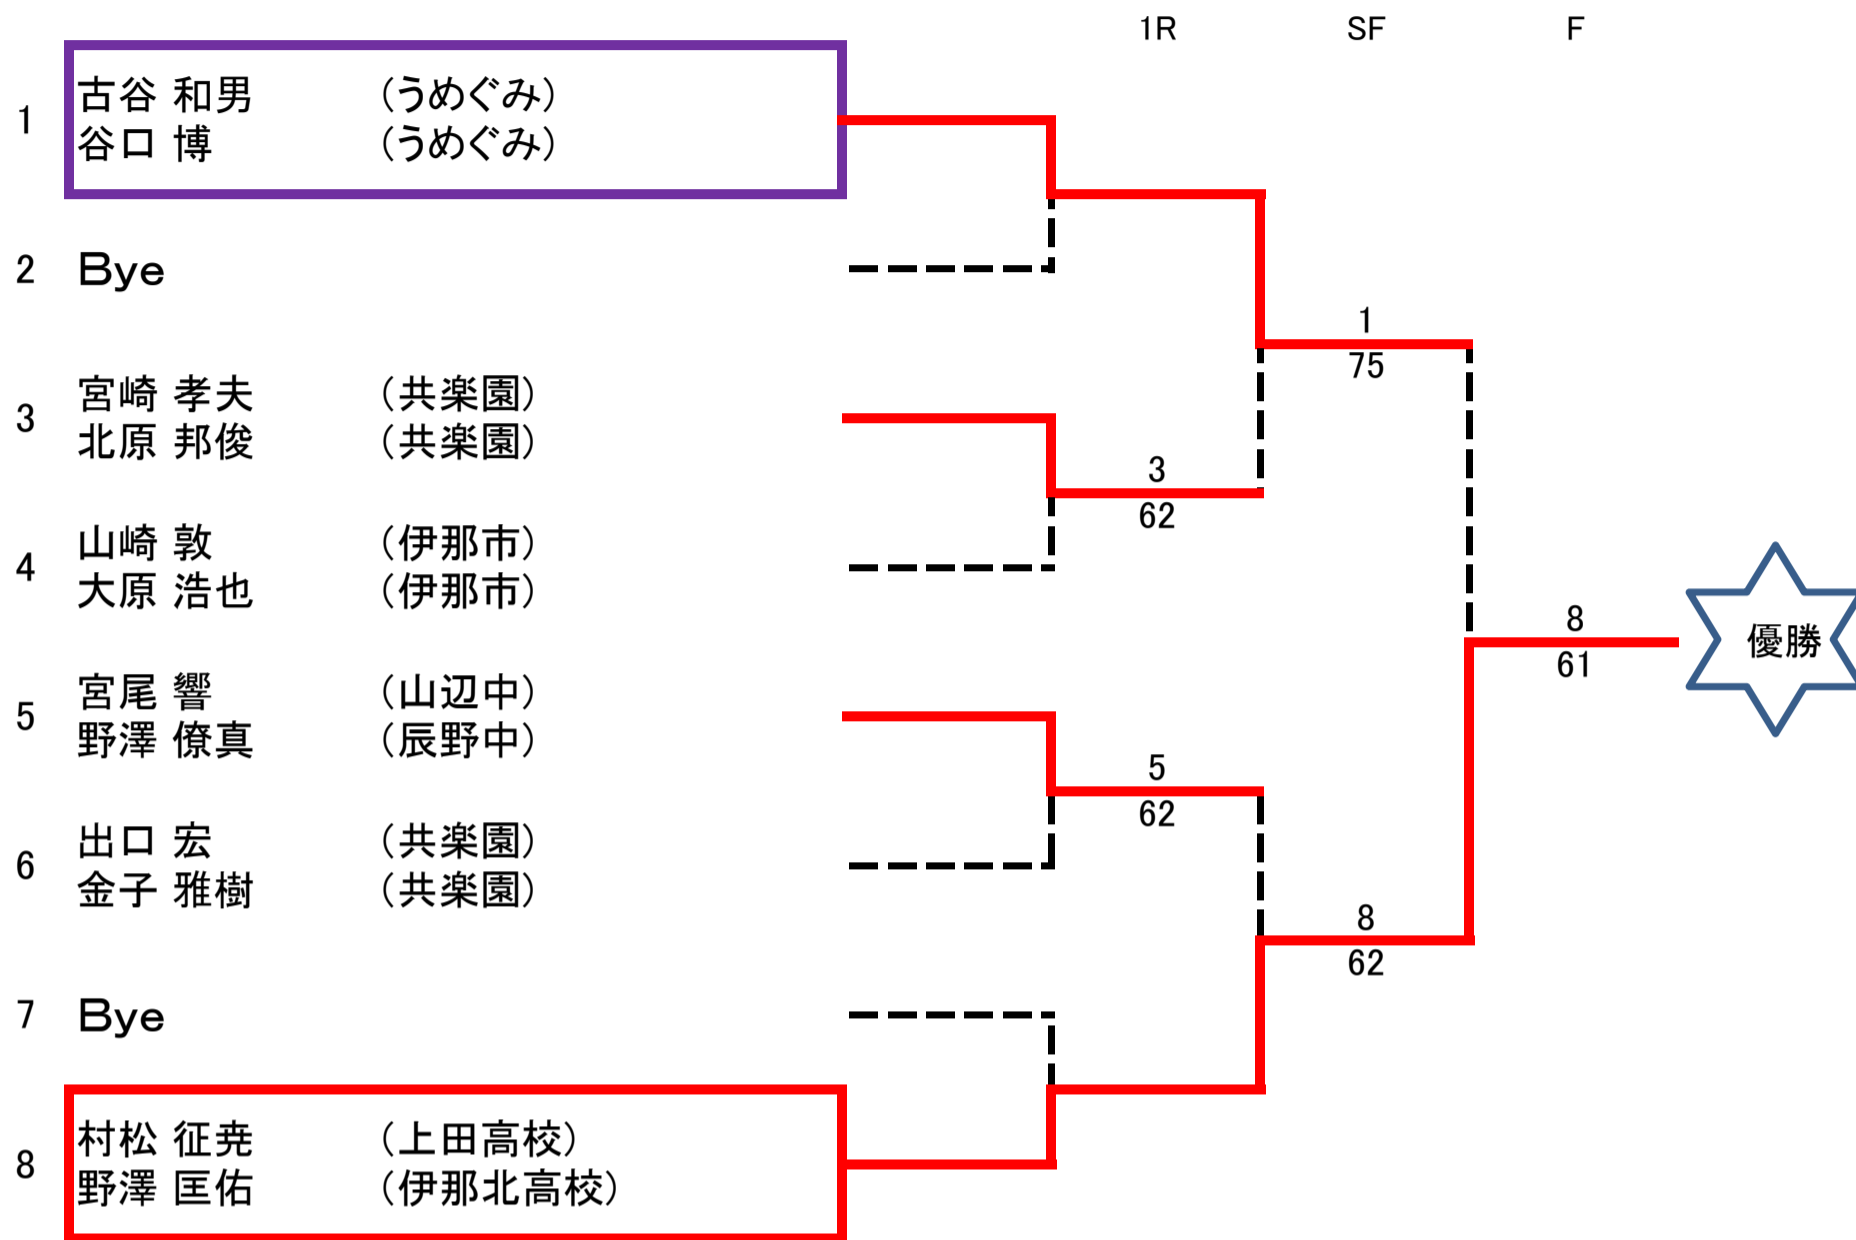 1R SF F
1 古谷 和男 (うめぐみ)
谷口 博 (うめぐみ)
2 Bye
1
75
3 宮崎 孝夫 (共楽園)
北原 邦俊 (共楽園)
3
62
4 山崎 敦 (伊那市)
大原 浩也 (伊那市)
8
61
優勝
5 宮尾 響 (山辺中)
野澤 僚真 (辰野中)
5
62
6 出口 宏 (共楽園)
金子 雅樹 (共楽園)
8
62
7 Bye
8 村松 征尭 (上田高校)
野澤 匡佑 (伊那北高校)